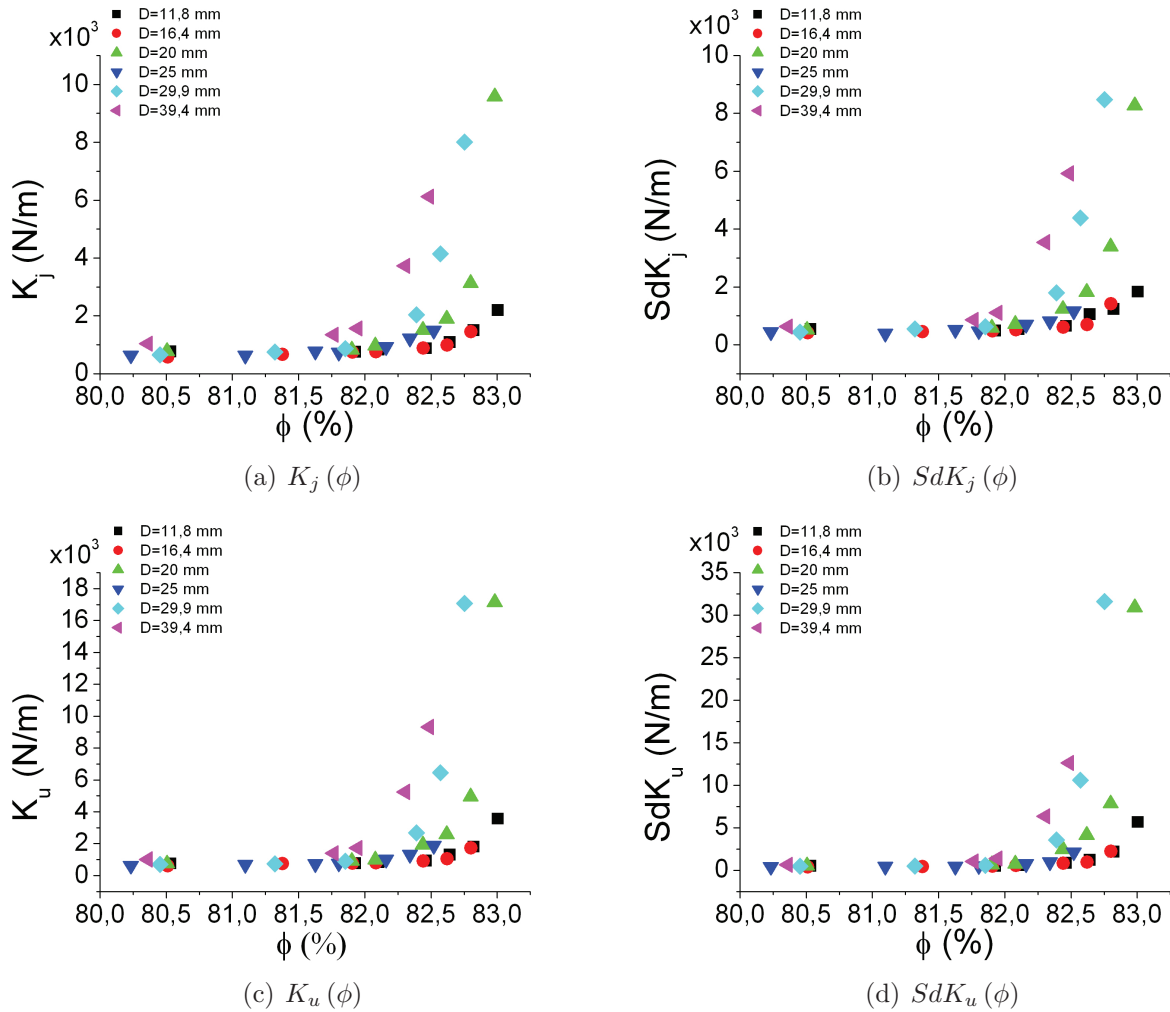 D=11,8 mm
D=16,4 mm
D=20 mm
D=25 mm
D=29,9 mm
D=39,4 mm
x10³
10
8
6
4
2
0
K_j (N/m)
80,0 80,5 81,0 81,5 82,0 82,5 83,0
ϕ (%)
(a) K_j (ϕ)
D=11,8 mm
D=16,4 mm
D=20 mm
D=25 mm
D=29,9 mm
D=39,4 mm
x10³
10
8
6
4
2
0
SdK_j (N/m)
80,0 80,5 81,0 81,5 82,0 82,5 83,0
ϕ (%)
(b) SdK_j (ϕ)
D=11,8 mm
D=16,4 mm
D=20 mm
D=25 mm
D=29,9 mm
D=39,4 mm
x10³
18
16
14
12
10
8
6
4
2
0
K_u (N/m)
80,0 80,5 81,0 81,5 82,0 82,5 83,0
ϕ (%)
(c) K_u (ϕ)
D=11,8 mm
D=16,4 mm
D=20 mm
D=25 mm
D=29,9 mm
D=39,4 mm
x10³
35
30
25
20
15
10
5
0
SdK_u (N/m)
80,0 80,5 81,0 81,5 82,0 82,5 83,0
ϕ (%)
(d) SdK_u (ϕ)